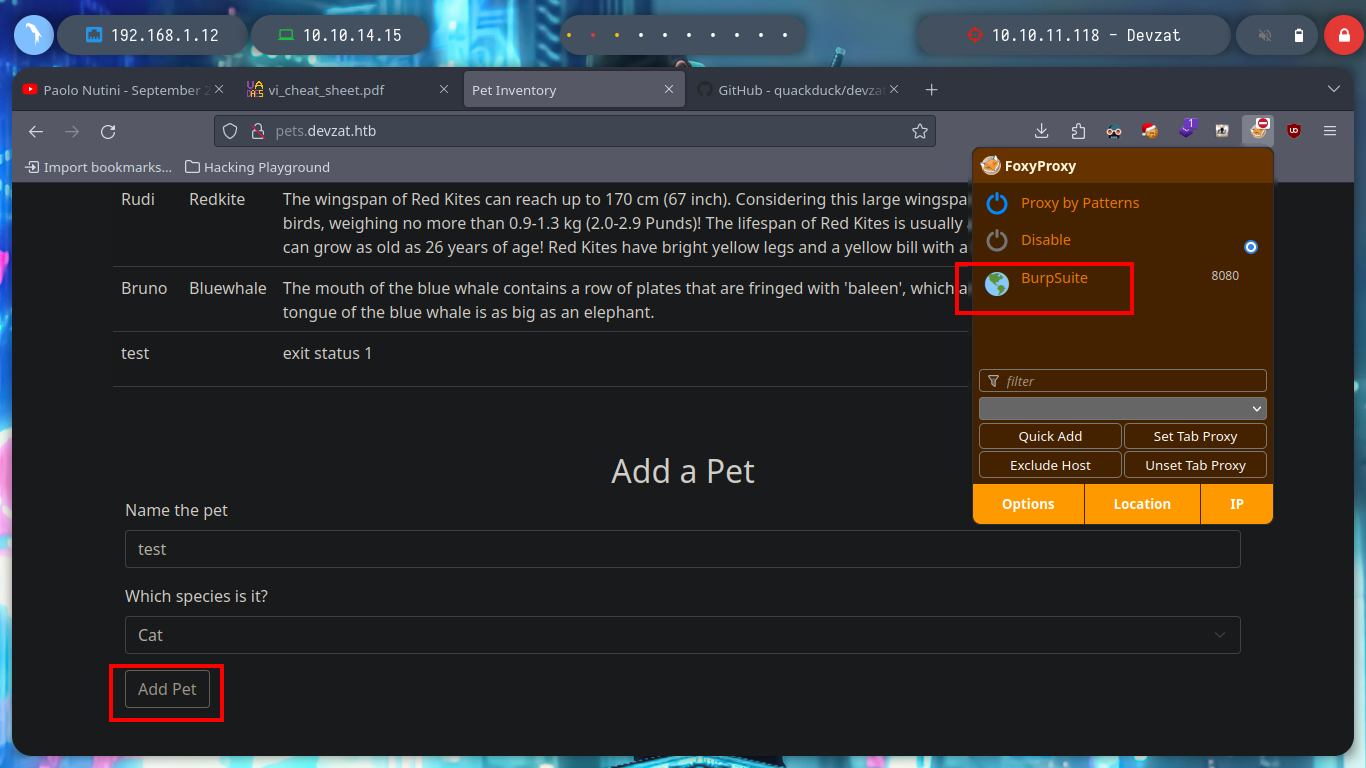 192.168.1.12
10.10.14.15
10.10.11.118 - Devzat
Paolo Nutini - September 2
vi_cheat_sheet.pdf
Pet Inventory
GitHub - quackduck/devzat
pets.devzat.htb
1
Import bookmarks...
Hacking Playground
FoxyProxy
Proxy by Patterns
Disable
BurpSuite
8080
filter
Quick Add
Set Tab Proxy
Exclude Host
Unset Tab Proxy
Options
Location
IP
Rudi
Redkite
The wingspan of Red Kites can reach up to 170 cm (67 inch). Considering this large wingspa
birds, weighing no more than 0.9-1.3 kg (2.0-2.9 Punds)! The lifespan of Red Kites is usually
can grow as old as 26 years of age! Red Kites have bright yellow legs and a yellow bill with a
Bruno
Bluewhale
The mouth of the blue whale contains a row of plates that are fringed with 'baleen', which a
tongue of the blue whale is as big as an elephant.
test
exit status 1
Add a Pet
Name the pet
test
Which species is it?
Cat
Add Pet